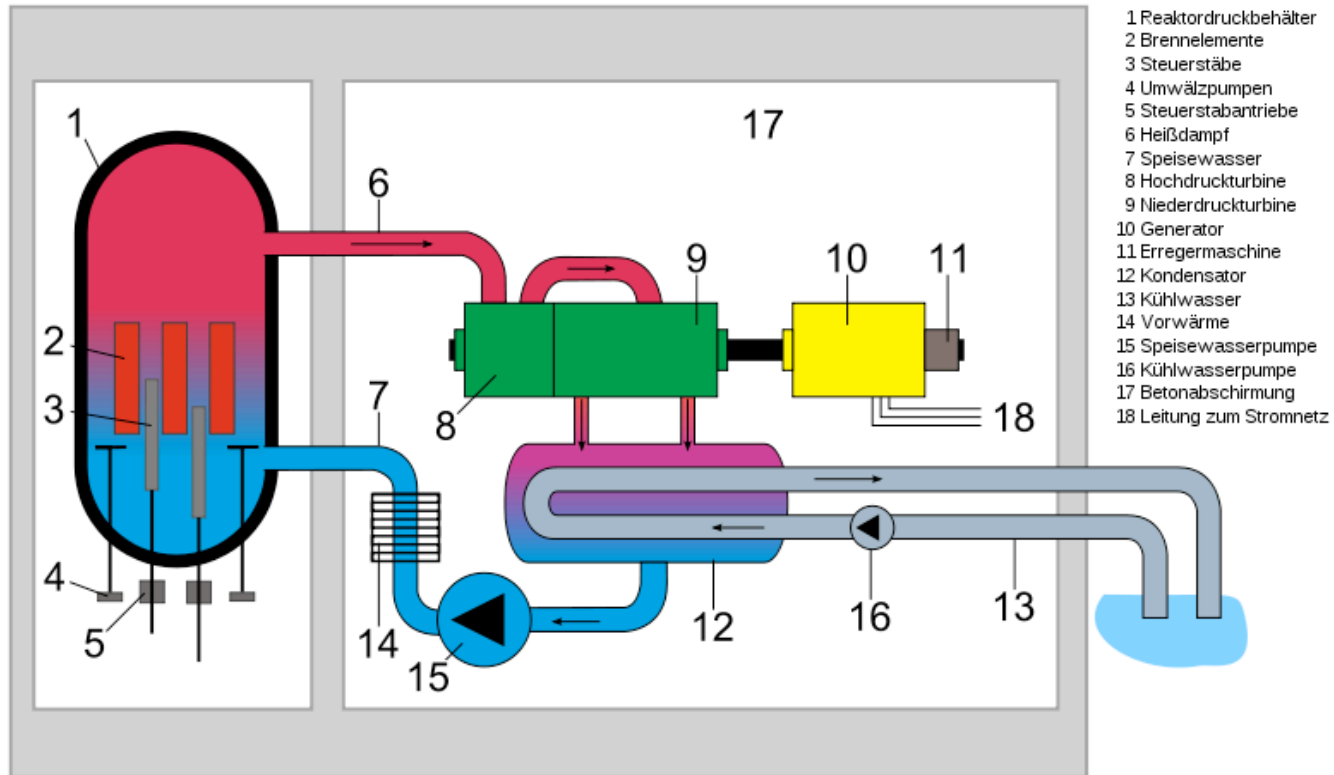 1 Reaktordruckbehälter
2 Brennelemente
3 Steuerstäbe
4 Umwälzpumpen
5 Steuerstabantriebe
6 Heißdampf
7 Speisewasser
8 Hochdruckturbine
9 Niederdruckturbine
10 Generator
11 Erregermaschine
12 Kondensator
13 Kühlwasser
14 Vorwärme
15 Speisewasserpumpe
16 Kühlwasserpumpe
17 Betonabschirmung
18 Leitung zum Stromnetz
1
17
6
9
10
11
2
3
7
8
18
4
5
14
15
12
16
13